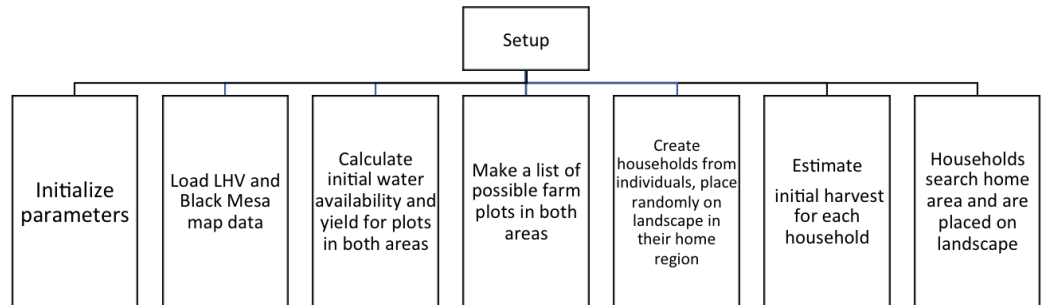 Setup
Initialize
parameters
Load LHV and
Black Mesa
map data
Calculate
initial water
availability and
yield for plots
in both areas
Make a list of
possible farm
plots in both
areas
Create
households from
individuals, place
randomly on
landscape in
their home
region
Estimate
initial harvest
for each
household
Households
search home
area and are
placed on
landscape